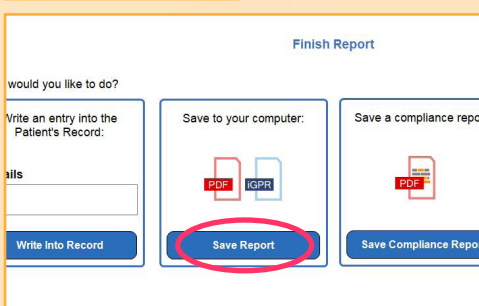 Finish Report
would you like to do?
Write an entry into the
Patient's Record:
ails
Write Into Record
Save to your computer:
PDF
iGPR
Save Report
Save a compliance repo
PDF
Save Compliance Repor